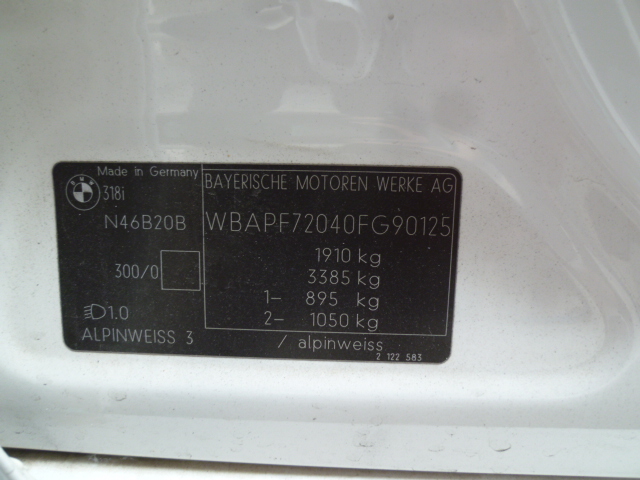 Made in Germany
BMW
318i
N46B20B
300/0
1.0
ALPINWEISS 3
BAYERISCHE MOTOREN WERKE AG
WBAPF72040FG90125
1910 kg
3385 kg
1- 895 kg
2- 1050 kg
/ alpinweiss
2 122 583